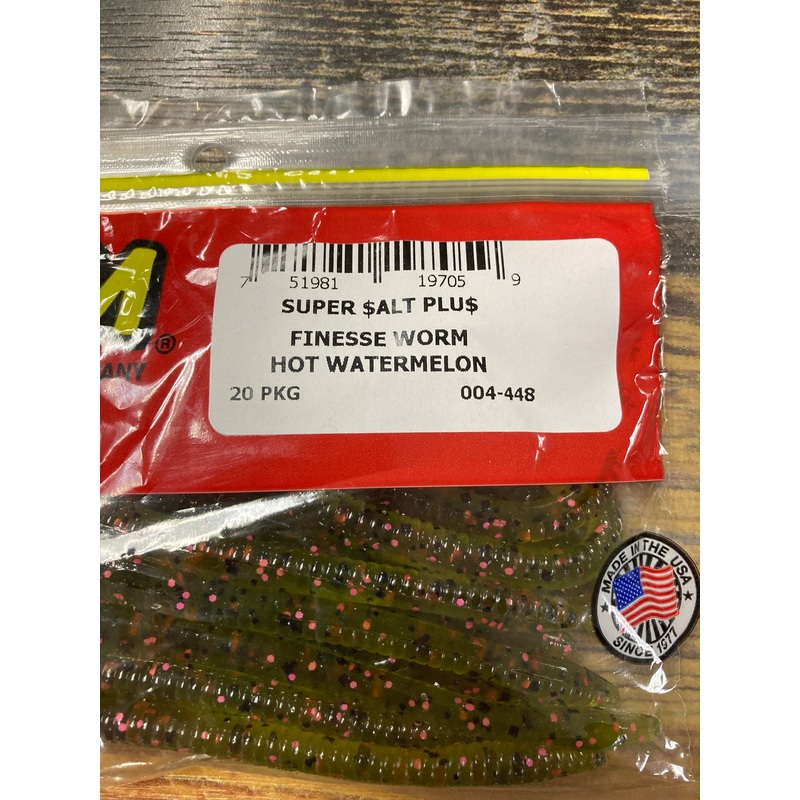 M®
MPANY
7 51981 19705 9
SUPER $ALT PLU$
FINESSE WORM
HOT WATERMELON
20 PKG 004-448
MADE IN THE USA
SINCE 1977